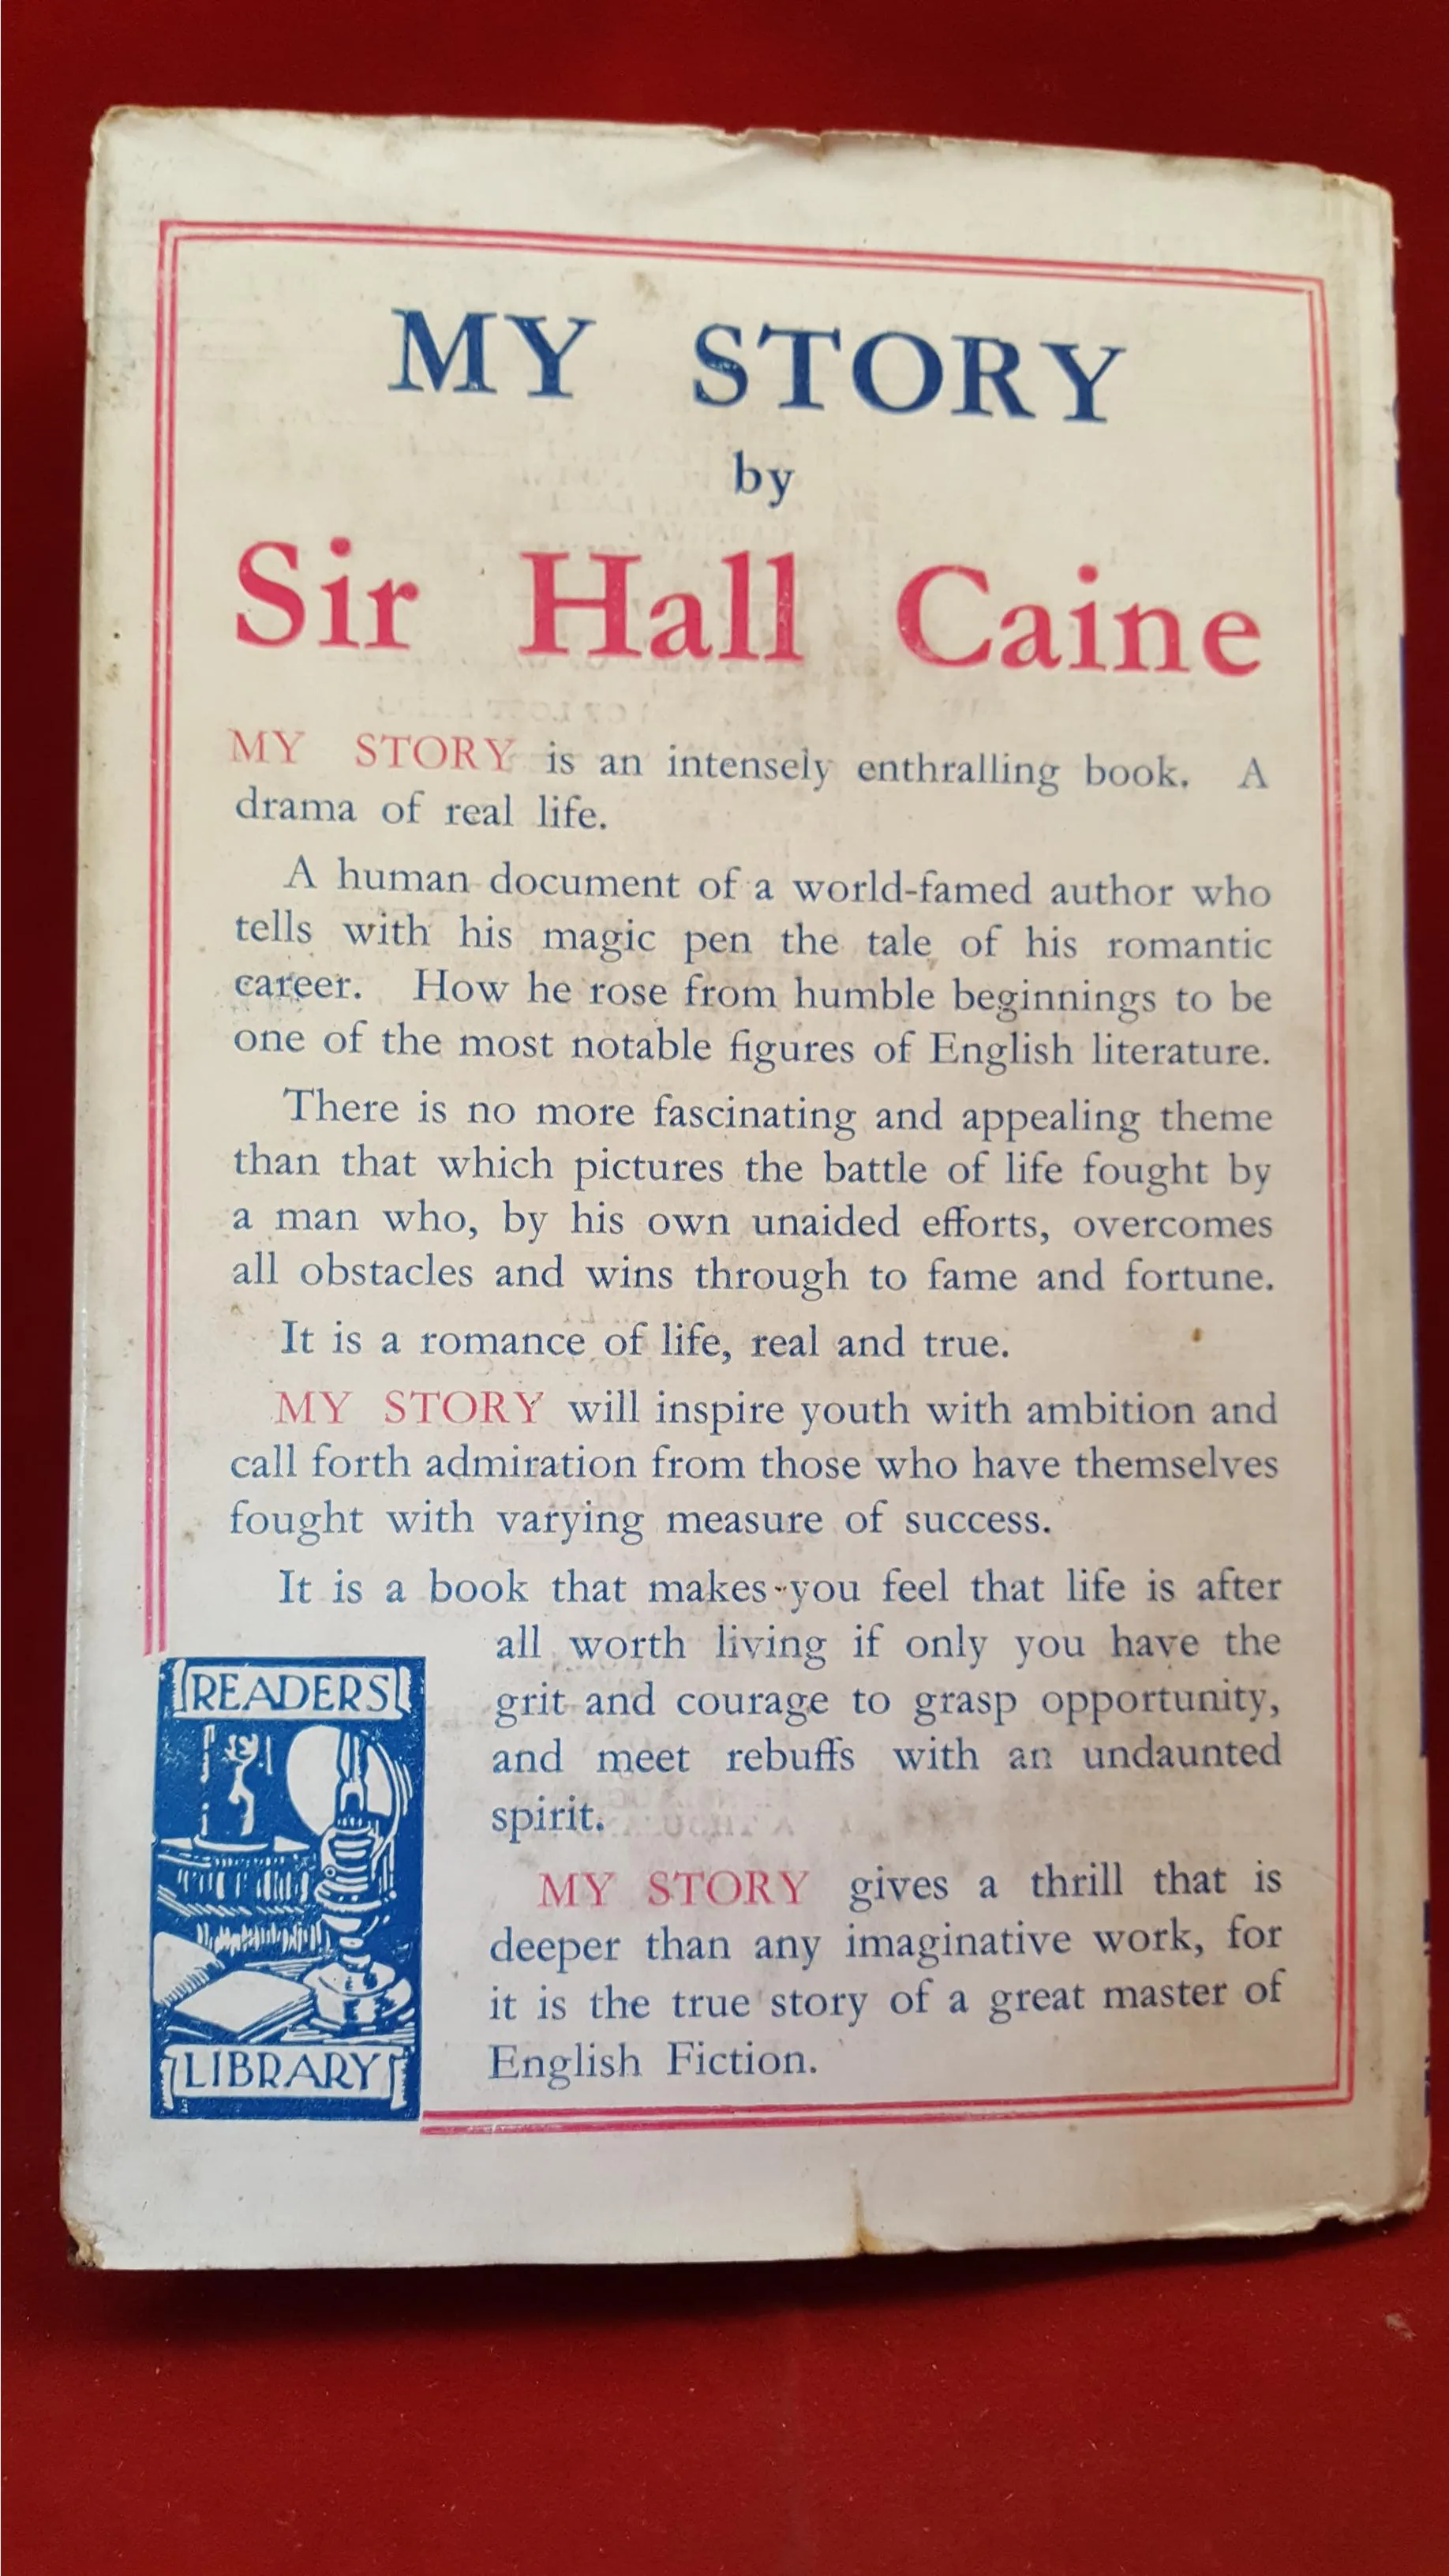 MY STORY
by
Sir Hall Caine
MY STORY is an intensely enthralling book. A
drama of real life.
A human document of a world-famed author who
tells with his magic pen the tale of his romantic
career. How he rose from humble beginnings to be
one of the most notable figures of English literature.
There is no more fascinating and appealing theme
than that which pictures the battle of life fought by
a man who, by his own unaided efforts, overcomes
all obstacles and wins through to fame and fortune.
It is a romance of life, real and true.
MY STORY will inspire youth with ambition and
call forth admiration from those who have themselves
fought with varying measure of success.
It is a book that makes you feel that life is after
all worth living if only you have the
grit and courage to grasp opportunity,
and meet rebuffs with an undaunted
spirit.
MY STORY gives a thrill that is
deeper than any imaginative work, for
it is the true story of a great master of
English Fiction.
READERS
LIBRARY